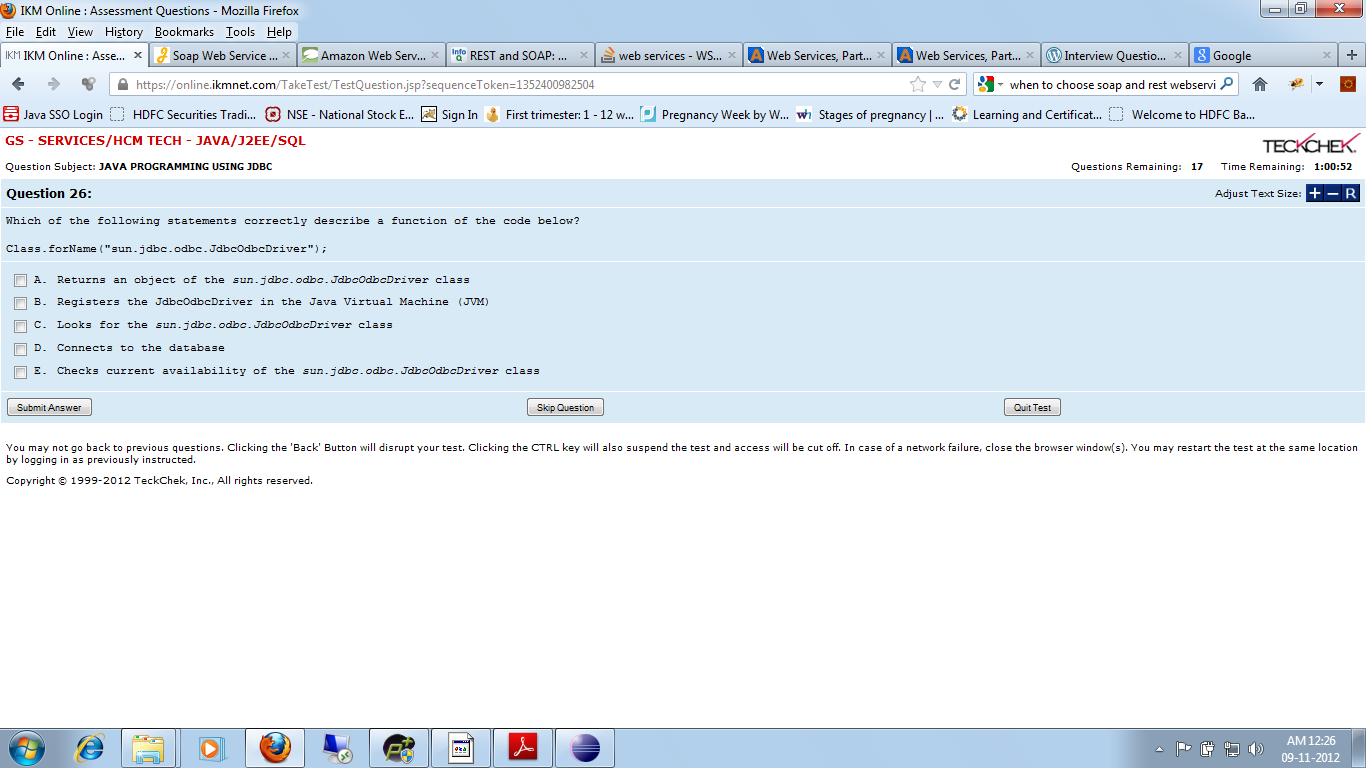 IKM Online : Assessment Questions - Mozilla Firefox
File Edit View History Bookmarks Tools Help
IKM IKM Online : Asse... Soap Web Service ... Amazon Web Serv... Info Q REST and SOAP: ... web services - WS... Web Services, Part... Web Services, Part... Interview Questio... Google
https://online.ikmnet.com/TakeTest/TestQuestion.jsp?sequenceToken=1352400982504 when to choose soap and rest webservi
Java SSO Login HDFC Securities Tradi... NSE - National Stock E... Sign In First trimester: 1 - 12 w... Pregnancy Week by W... Stages of pregnancy | ... Learning and Certificat... Welcome to HDFC Ba...
GS - SERVICES/HCM TECH - JAVA/J2EE/SQL TECKCHEK
Question Subject: JAVA PROGRAMMING USING JDBC Questions Remaining: 17 Time Remaining: 1:00:52
Question 26: Adjust Text Size: + - R
Which of the following statements correctly describe a function of the code below?
Class.forName("sun.jdbc.odbc.JdbcOdbcDriver");
A. Returns an object of the sun.jdbc.odbc.JdbcOdbcDriver class
B. Registers the JdbcOdbcDriver in the Java Virtual Machine (JVM)
C. Looks for the sun.jdbc.odbc.JdbcOdbcDriver class
D. Connects to the database
E. Checks current availability of the sun.jdbc.odbc.JdbcOdbcDriver class
Submit Answer Skip Question Quit Test
You may not go back to previous questions. Clicking the 'Back' Button will disrupt your test. Clicking the CTRL key will also suspend the test and access will be cut off. In case of a network failure, close the browser window(s). You may restart the test at the same location
by logging in as previously instructed.
Copyright © 1999-2012 TeckChek, Inc., All rights reserved.
AM 12:26
09-11-2012